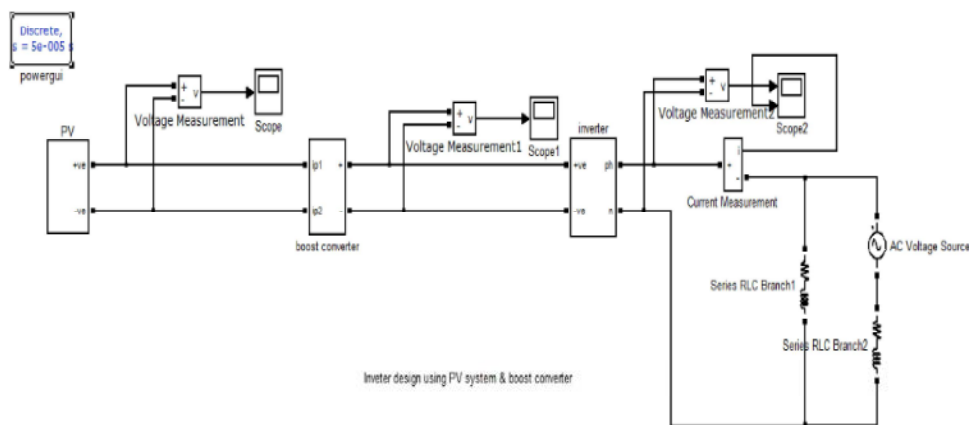 Discrete,
s = 5e-005 s
powergui
+
-
v
Voltage Measurement
Scope
PV
+ve
-ve
ip1
ip2
+
-
boost converter
+
-
v
Voltage Measurement1
Scope1
inverter
+ve
-ve
ph
n
+
-
v
Voltage Measurement2
Scope2
+
i
-
Current Measurement
AC Voltage Source
Series RLC Branch1
Series RLC Branch2
Inveter design using PV system & boost converter